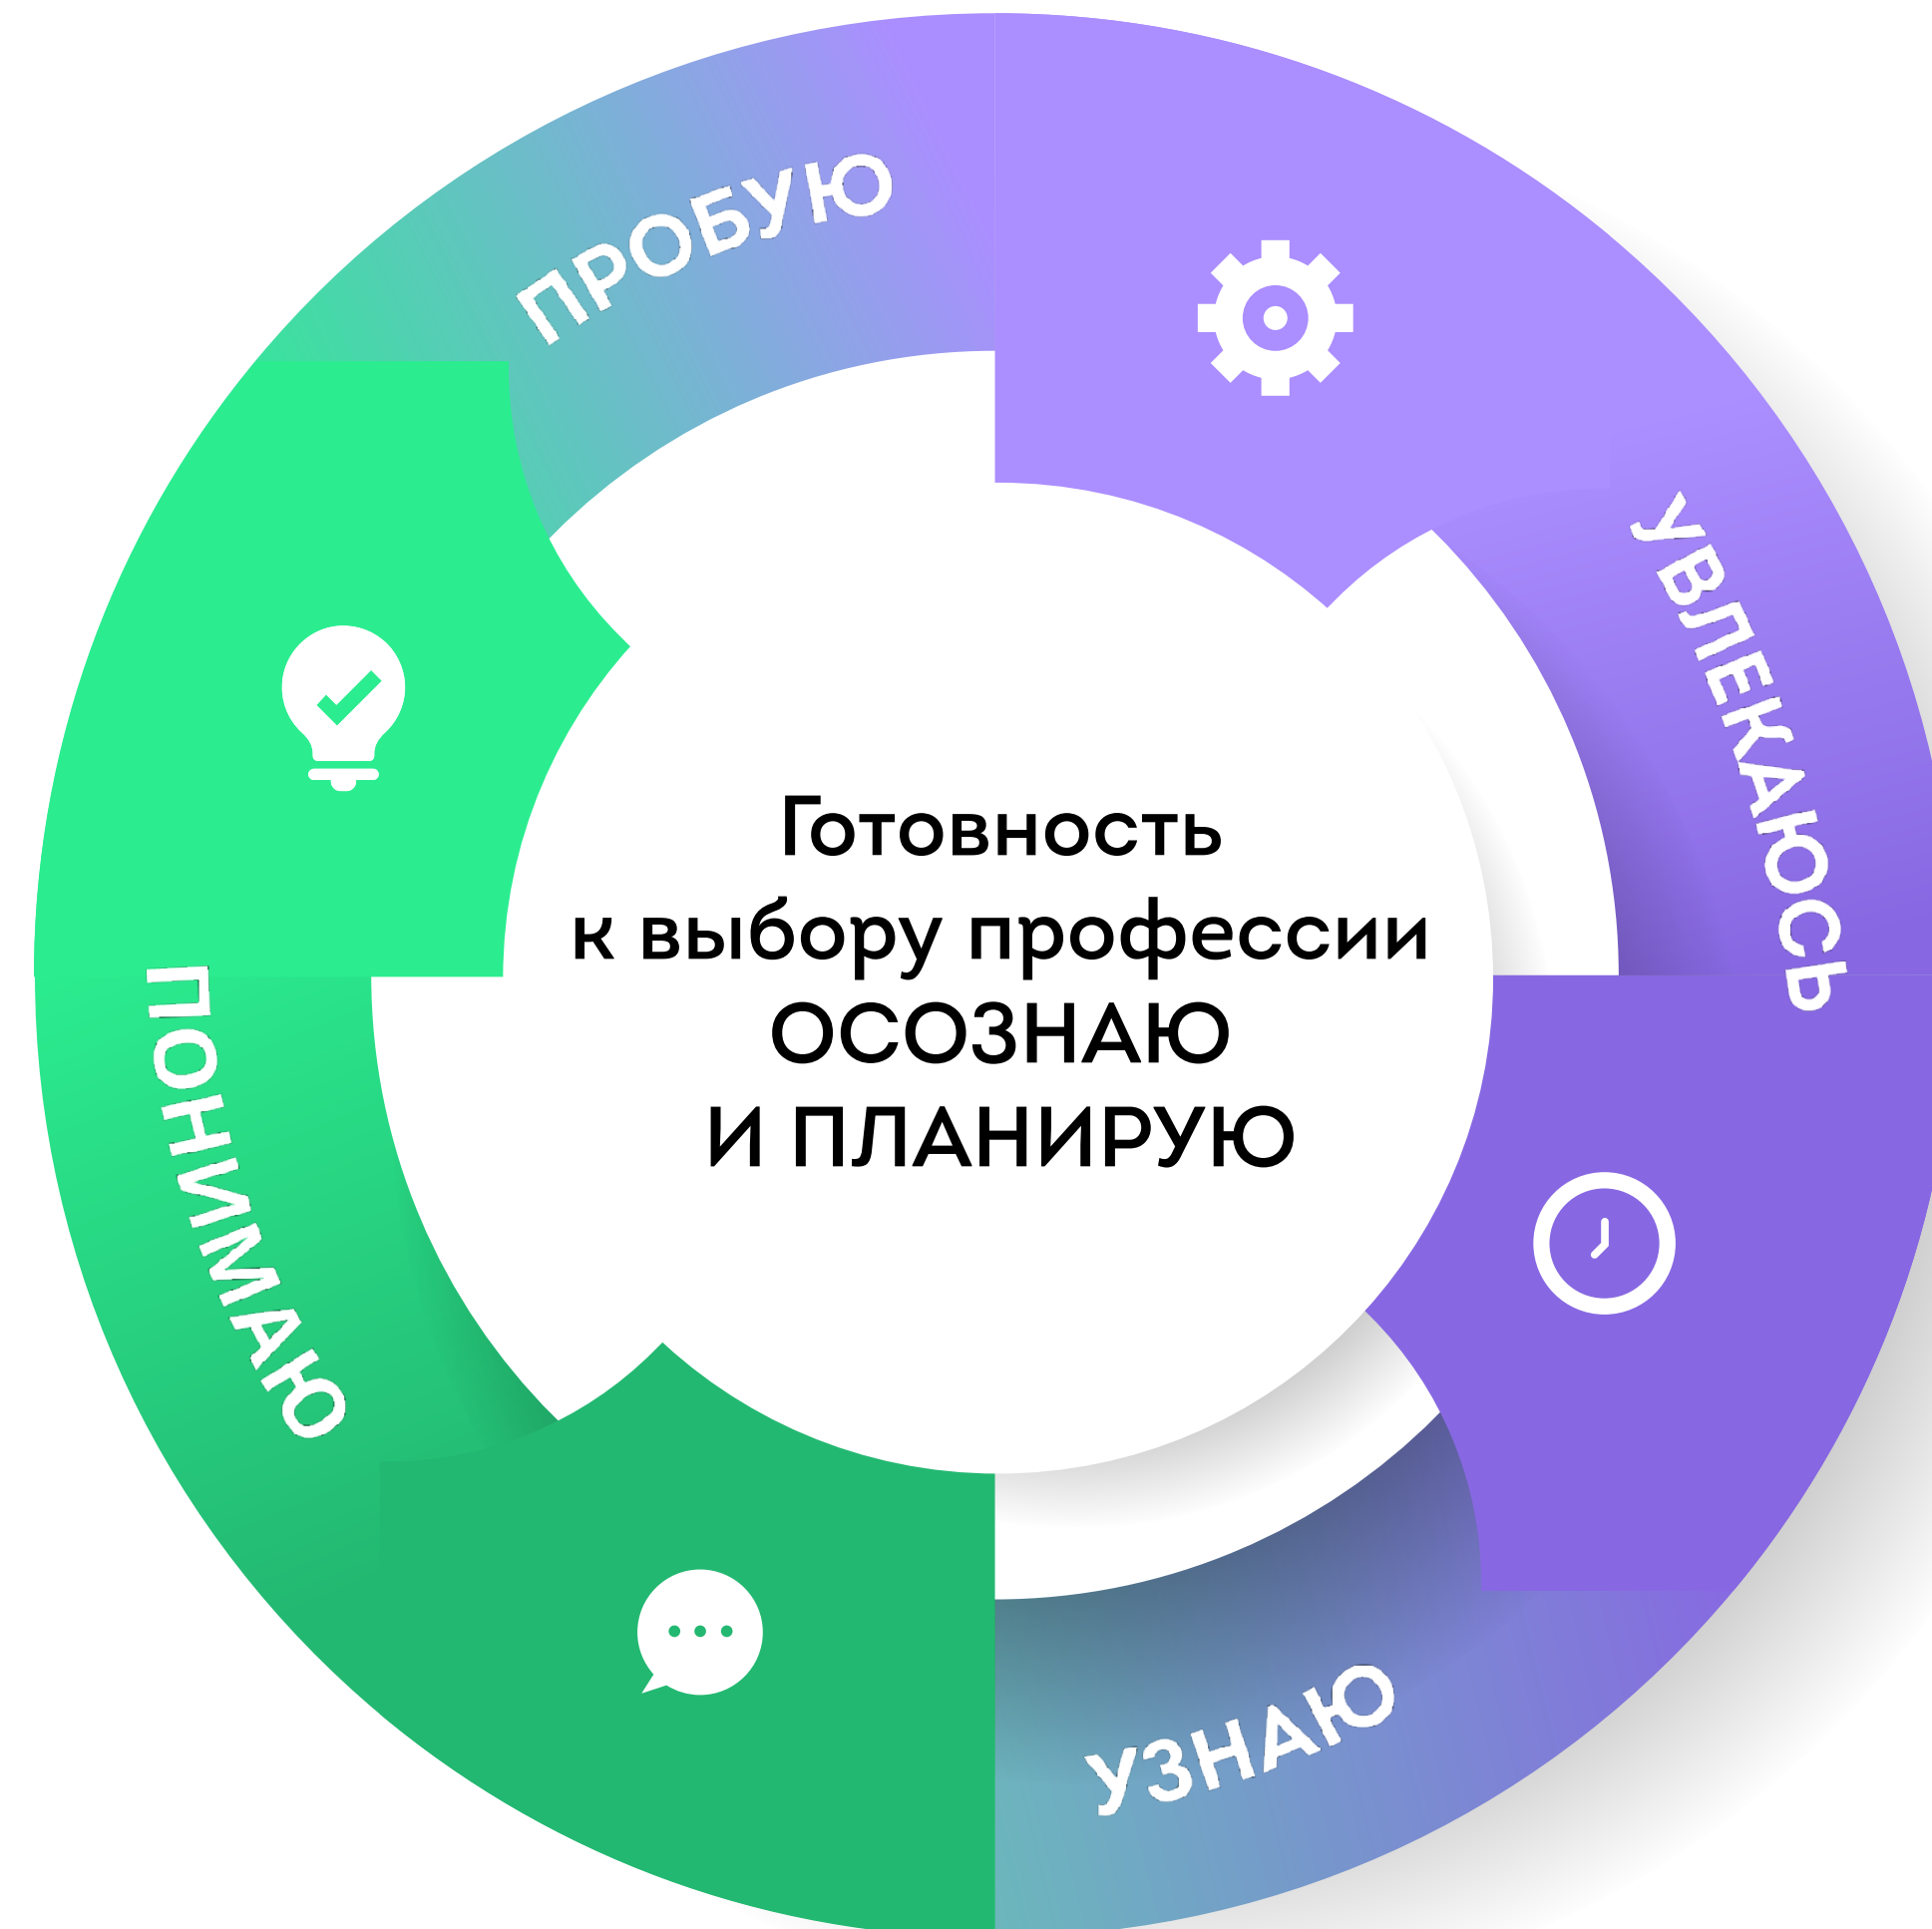 ПРОБУЮ
УВЛЕКАЮСЬ
Готовность
к выбору профессии
ОСОЗНАЮ
И ПЛАНИРУЮ
ПОНИМАЮ
УЗНАЮ